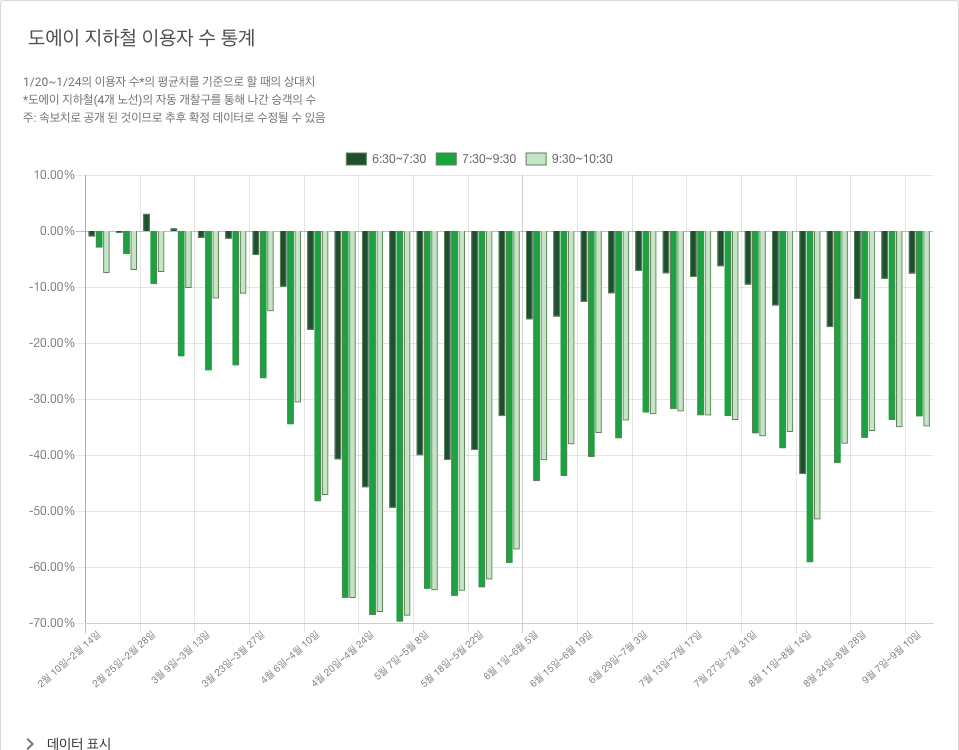 도에이 지하철 이용자 수 통계
1/20~1/24의 이용자 수*의 평균치를 기준으로 할 때의 상대치
*도에이 지하철(4개 노선)의 자동 개찰구를 통해 나간 승객의 수
주: 속보치로 공개 된 것이므로 추후 확정 데이터로 수정될 수 있음
6:30~7:30 7:30~9:30 9:30~10:30
10.00%
0.00%
-10.00%
-20.00%
-30.00%
-40.00%
-50.00%
-60.00%
-70.00%
2월 10일~2월 14일
2월 25일~2월 28일
3월 9일~3월 13일
3월 23일~3월 27일
4월 6일~4월 10일
4월 20일~4월 24일
5월 7일~5월 8일
5월 18일~5월 22일
6월 1일~6월 5일
6월 15일~6월 19일
6월 29일~7월 3일
7월 13일~7월 17일
7월 27일~7월 31일
8월 11일~8월 14일
8월 24일~8월 28일
9월 7일~9월 10일
데이터 표시